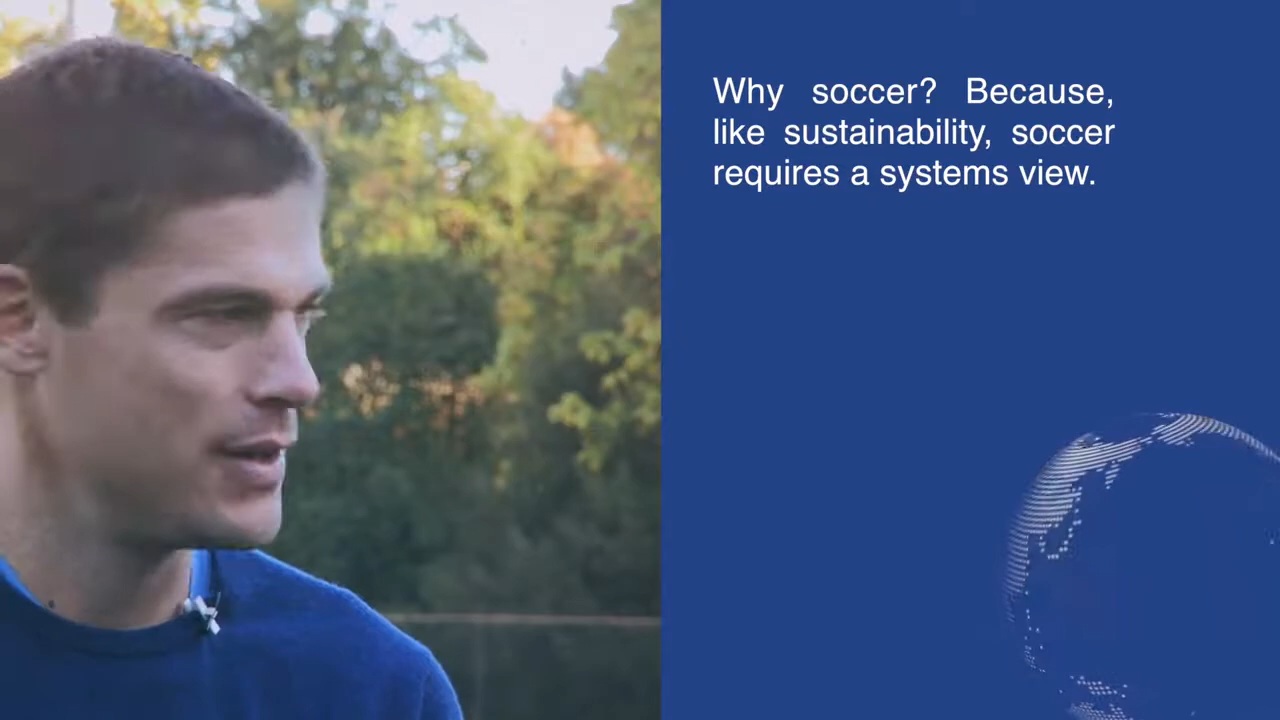 Why soccer? Because,
like sustainability, soccer
requires a systems view.